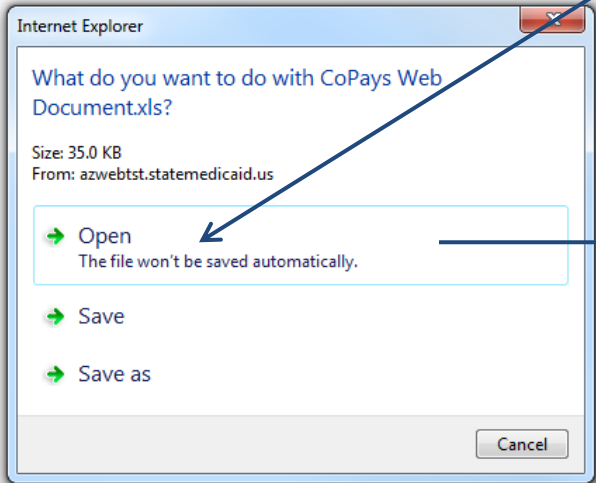 Internet Explorer
What do you want to do with CoPays Web
Document.xls?
Size: 35.0 KB
From: azwebtst.statemedicaid.us
Open
The file won't be saved automatically.
Save
Save as
Cancel